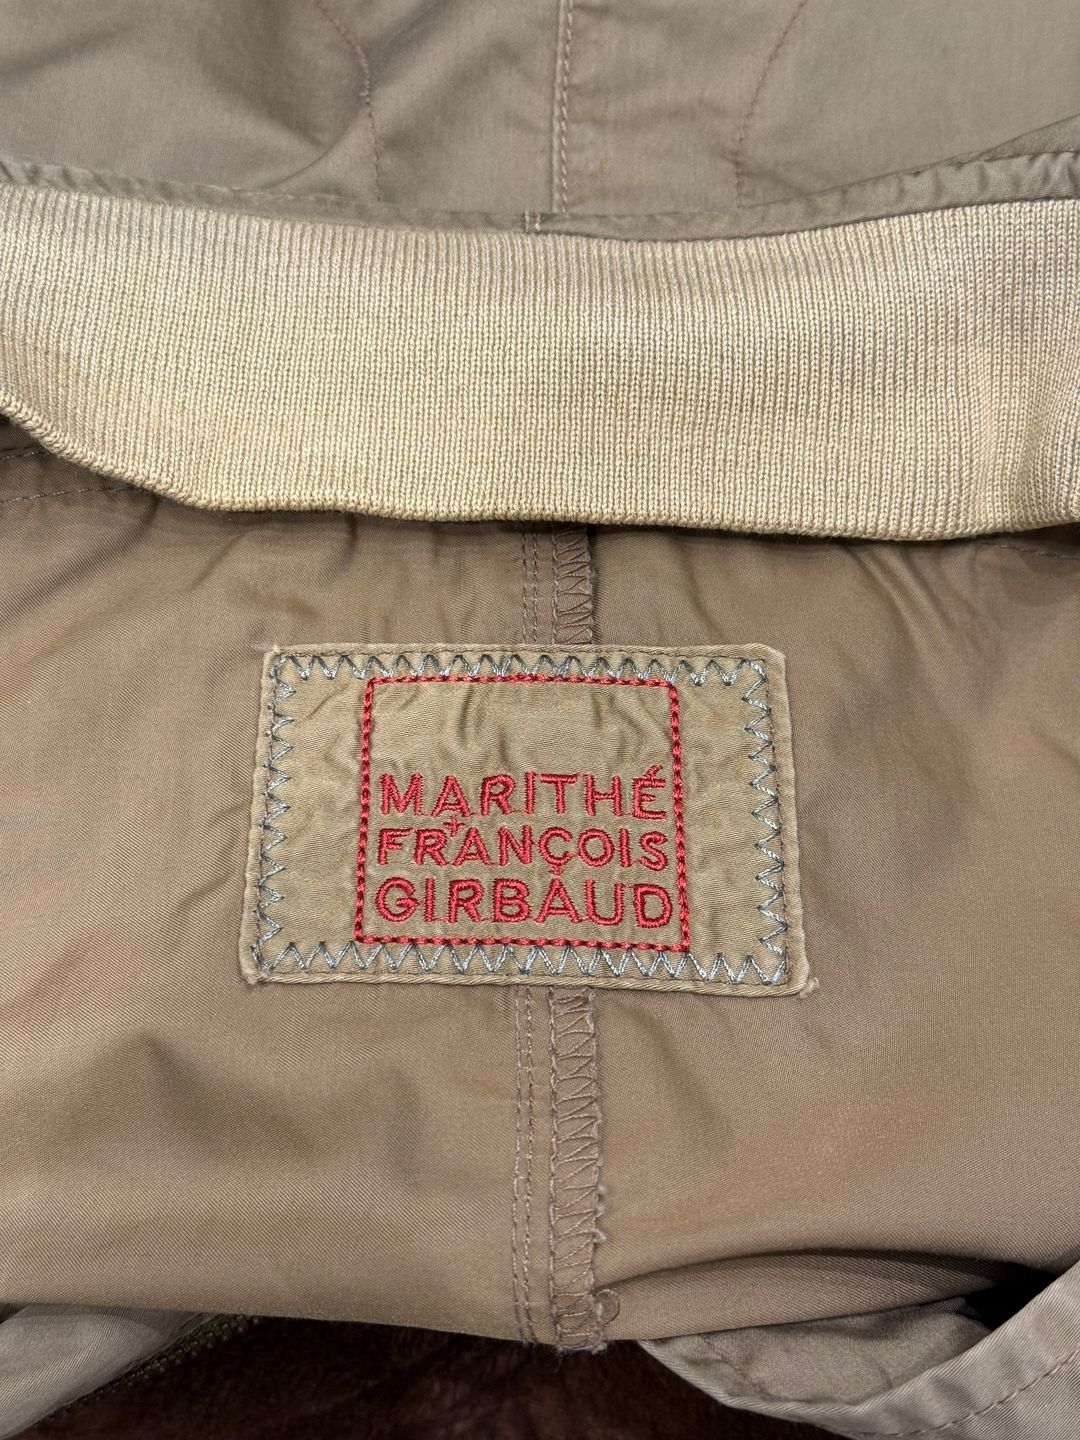 MARITHÉ
+
FRANÇOIS
GIRBAUD